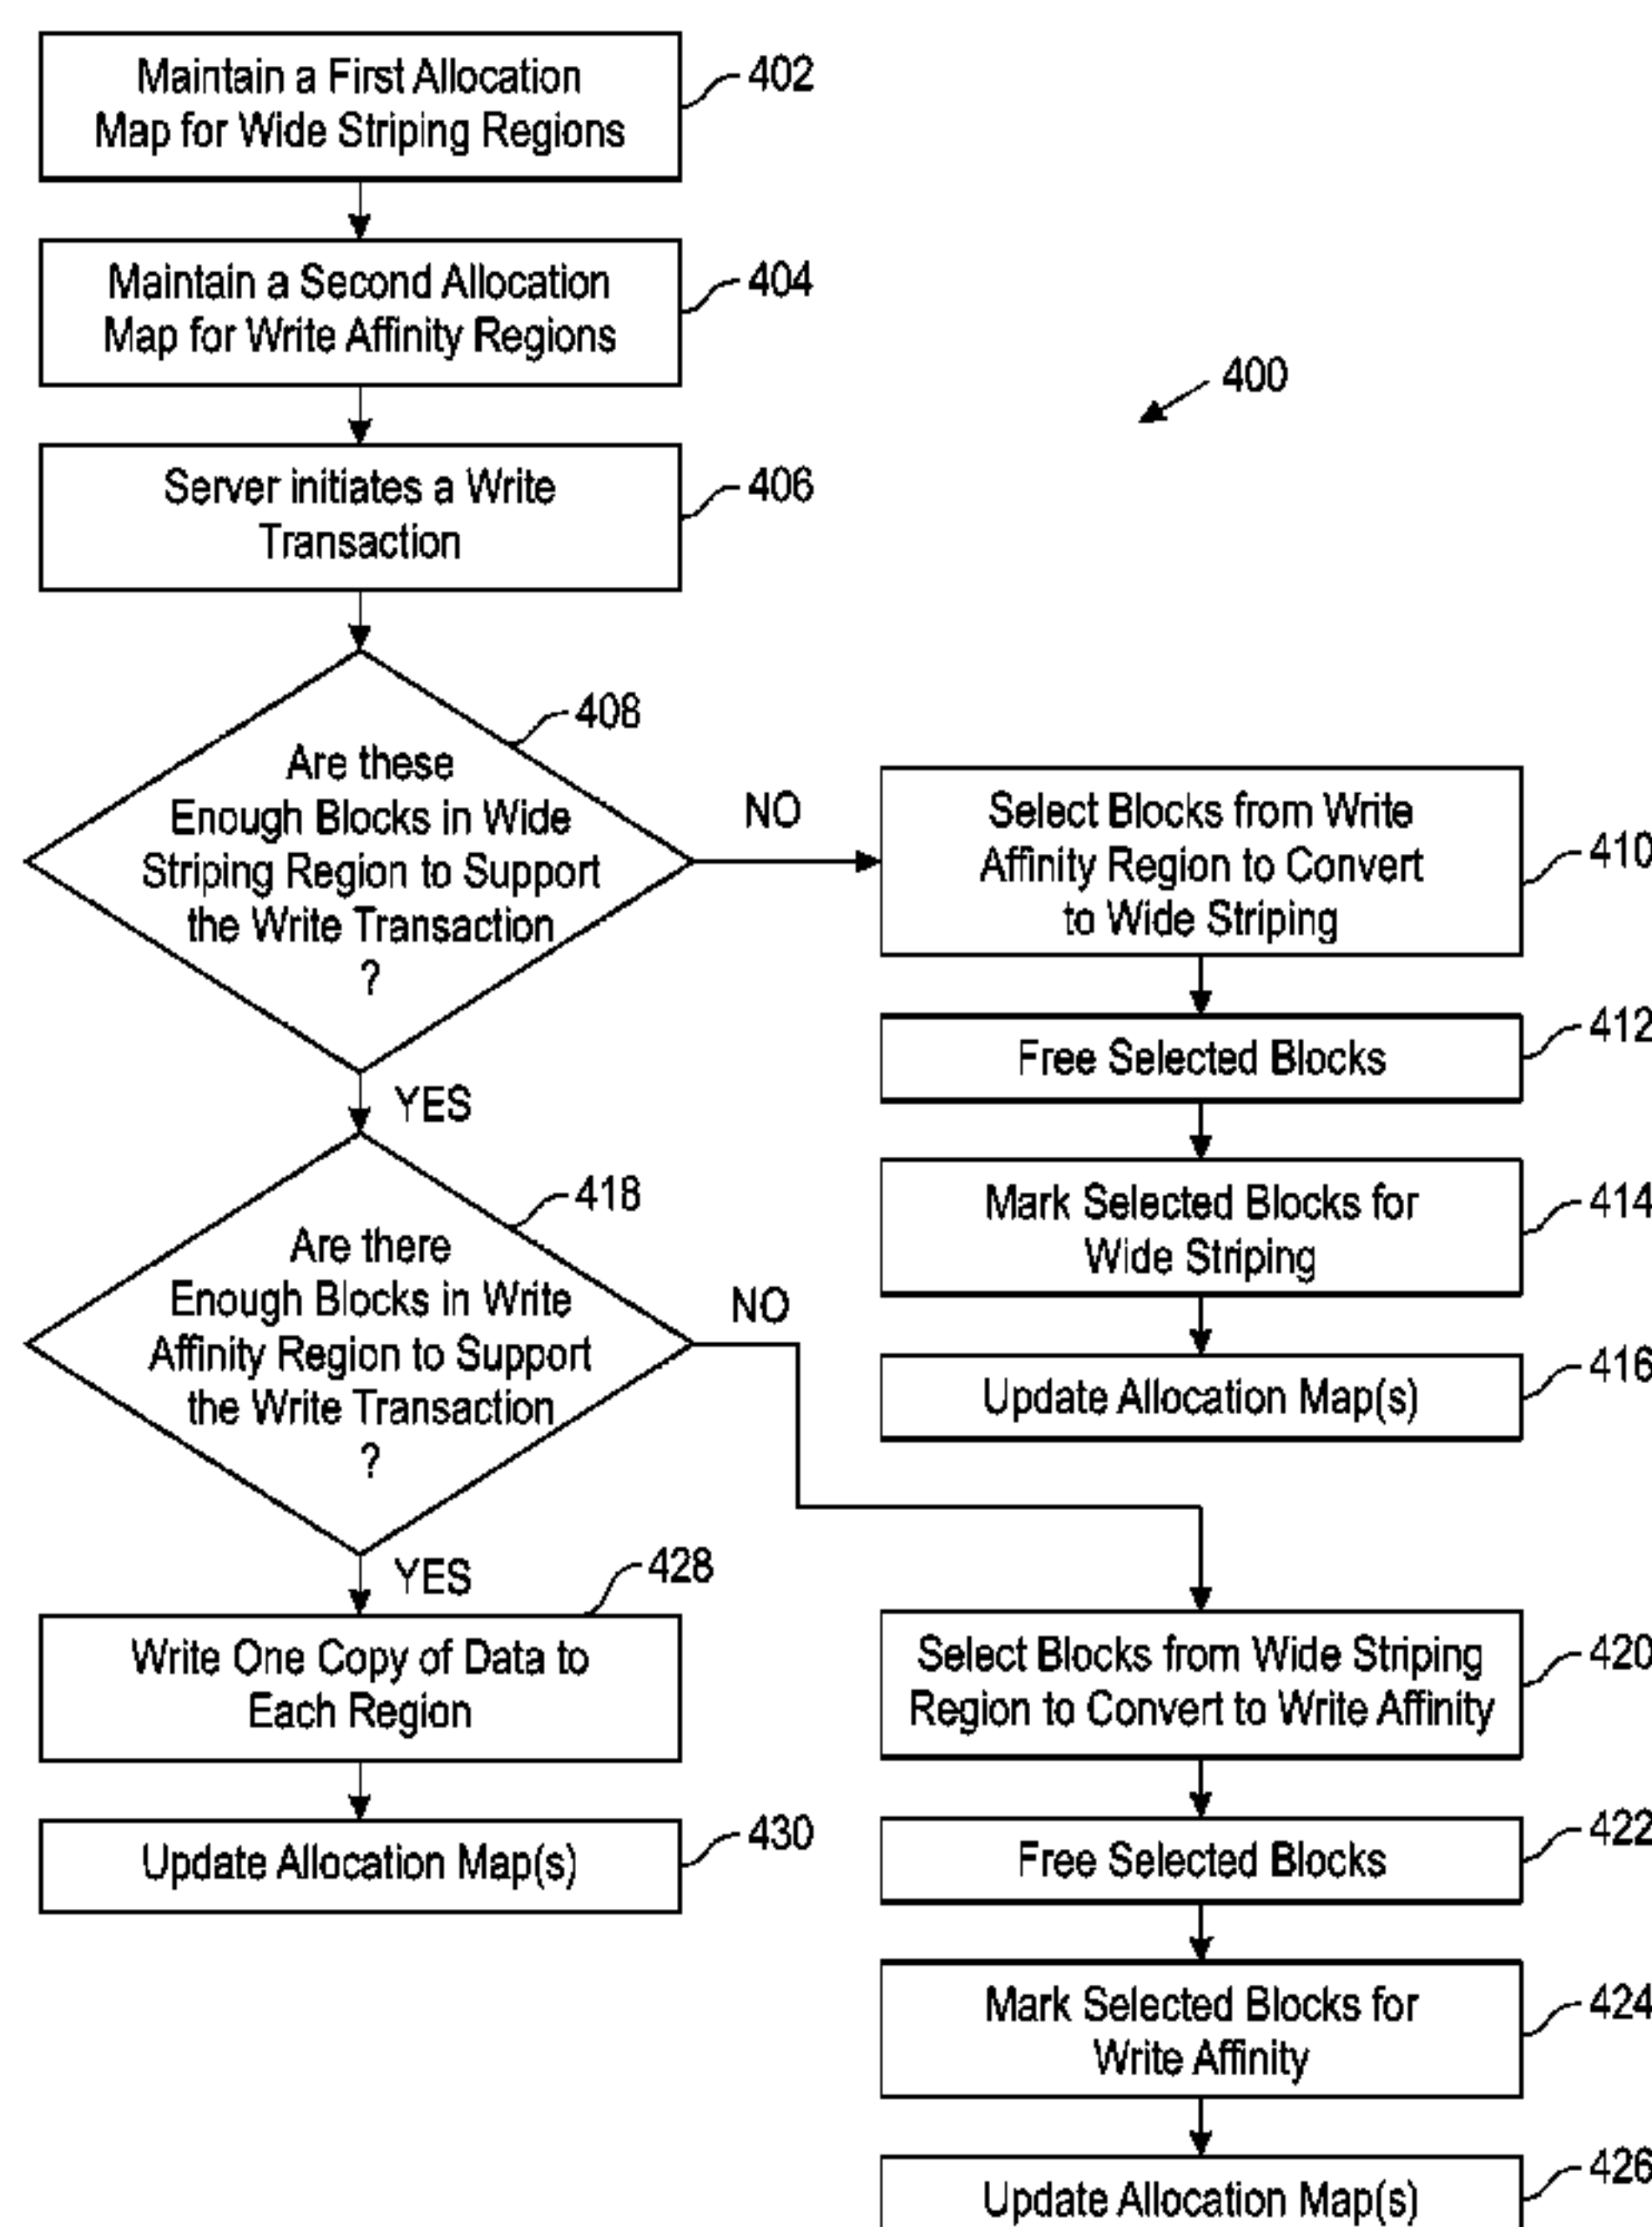 Maintain a First Allocation
Map for Wide Striping Regions
402
Maintain a Second Allocation
Map for Write Affinity Regions
404
400
Server initiates a Write
Transaction
406
408
Are these
Enough Blocks in Wide
Striping Region to Support
the Write Transaction
?
NO
YES
Select Blocks from Write
Affinity Region to Convert
to Wide Striping
410
Free Selected Blocks
412
Mark Selected Blocks for
Wide Striping
414
Update Allocation Map(s)
416
418
Are there
Enough Blocks in Write
Affinity Region to Support
the Write Transaction
?
NO
YES
428
Write One Copy of Data to
Each Region
Update Allocation Map(s)
430
Select Blocks from Wide Striping
Region to Convert to Write Affinity
420
Free Selected Blocks
422
Mark Selected Blocks for
Write Affinity
424
Update Allocation Map(s)
426